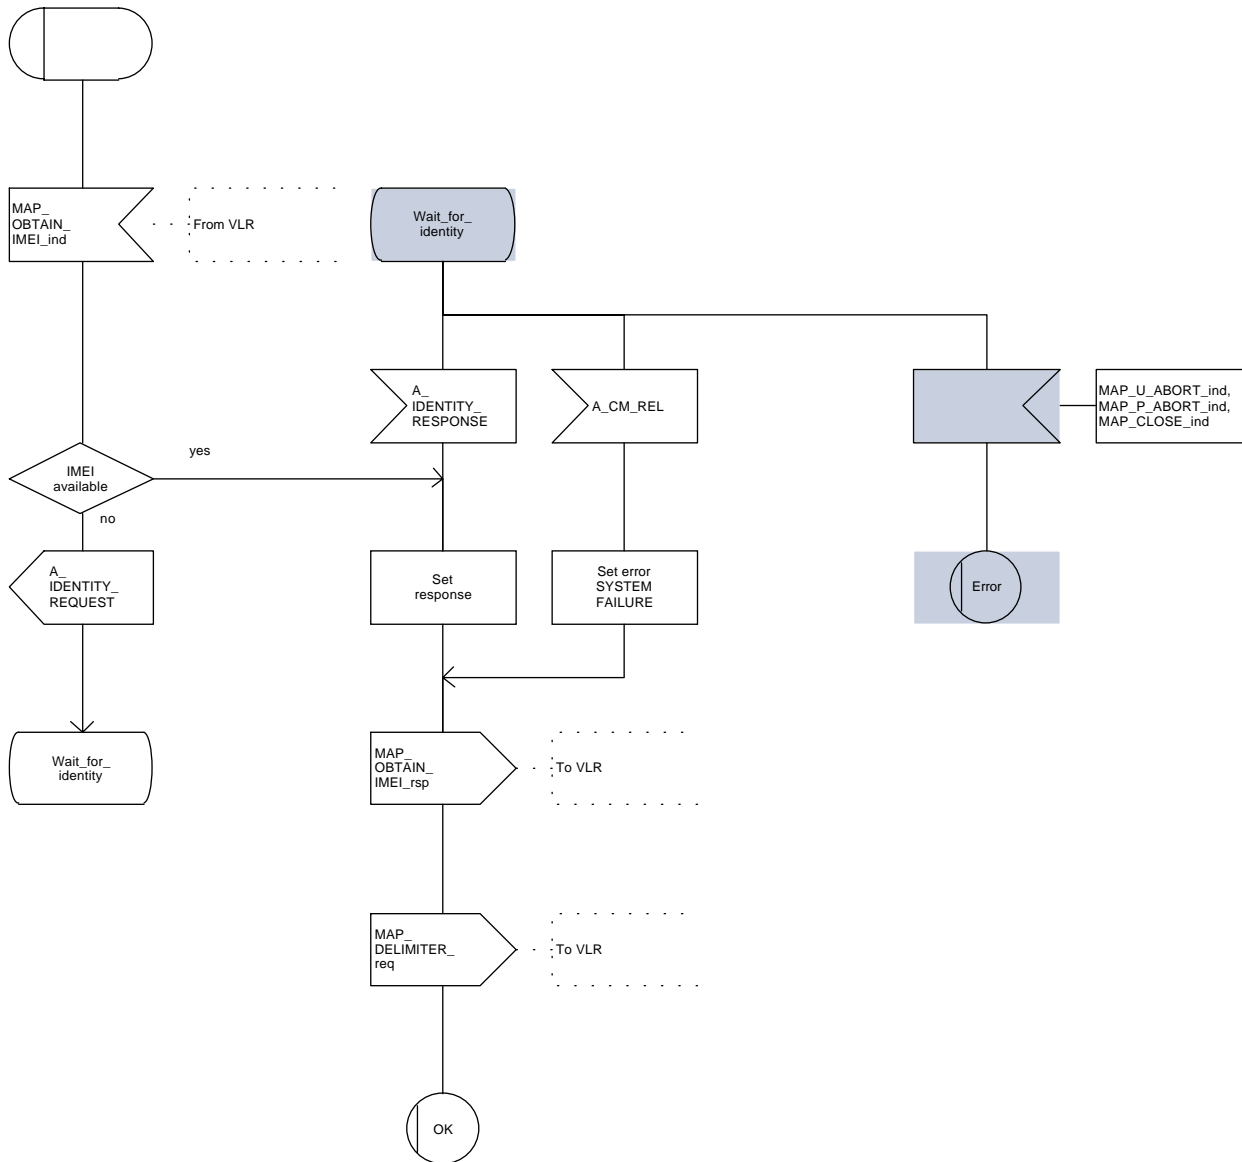 MAP_
OBTAIN_
IMEI_ind
From VLR
Wait_for_
identity
A_
IDENTITY_
RESPONSE
A_CM_REL
MAP_U_ABORT_ind,
MAP_P_ABORT_ind,
MAP_CLOSE_ind
IMEI
available
yes
no
A_
IDENTITY_
REQUEST
Set
response
Set error
SYSTEM
FAILURE
Error
Wait_for_
identity
MAP_
OBTAIN_
IMEI_rsp
To VLR
MAP_
DELIMITER_
req
To VLR
OK